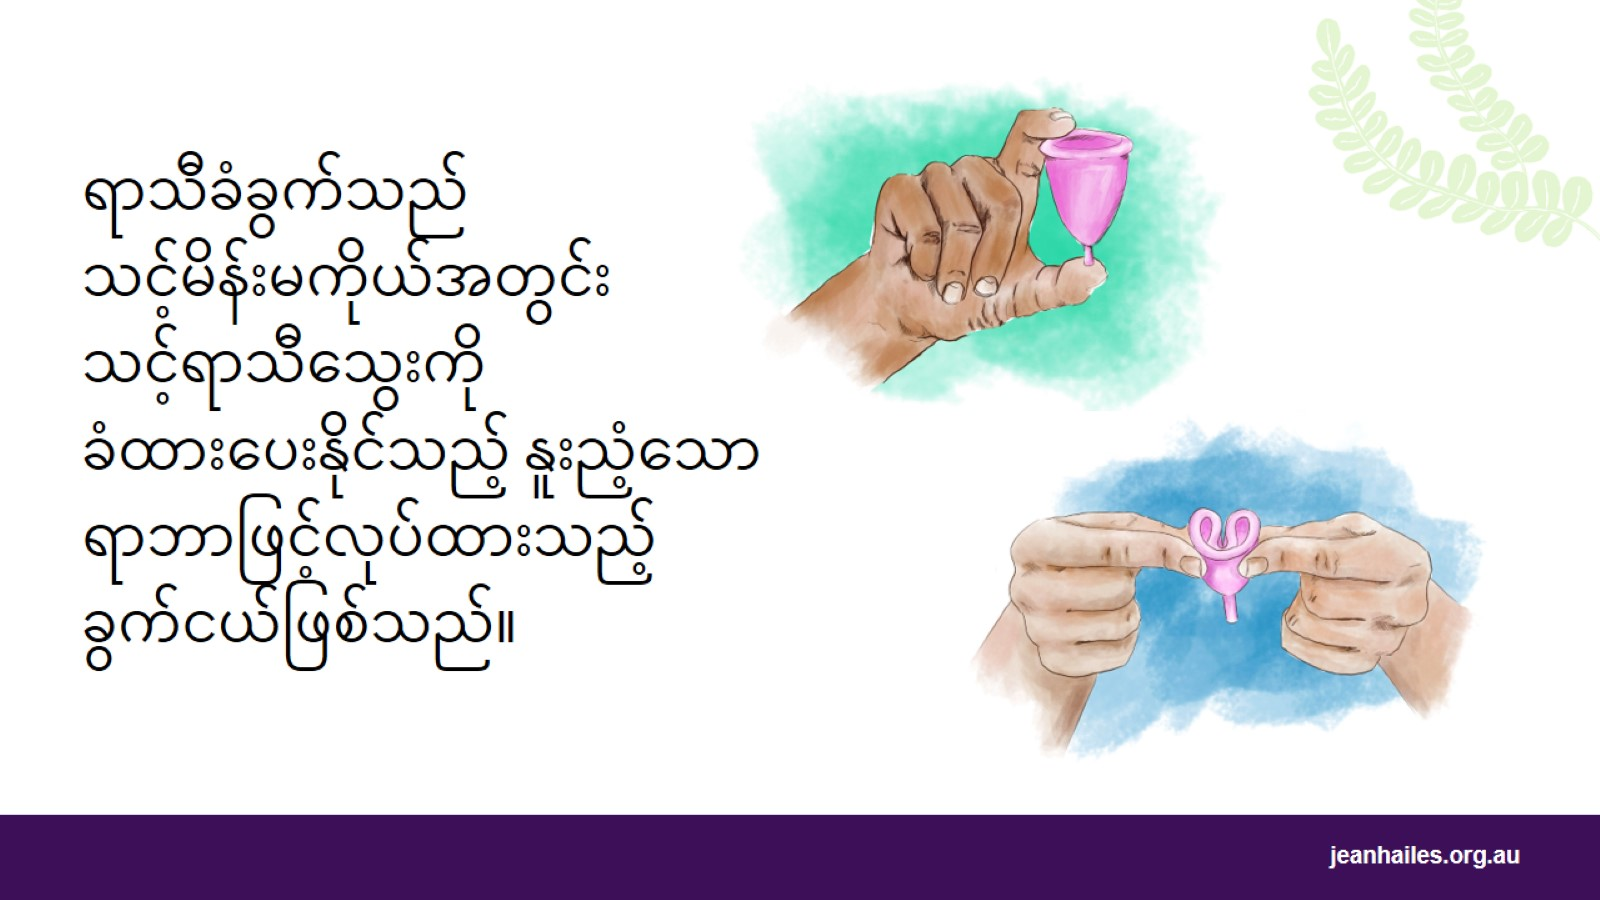 ရာသီခံခွက်သည်
သင့်မိန်းမကိုယ်အတွင်း
သင့်ရာသီသွေးကို
ခံထားပေးနိုင်သည့် နူးညံ့သော
ရာဘာဖြင့်လုပ်ထားသည့်
ခွက်ငယ်ဖြစ်သည်။
jeanhailes.org.au